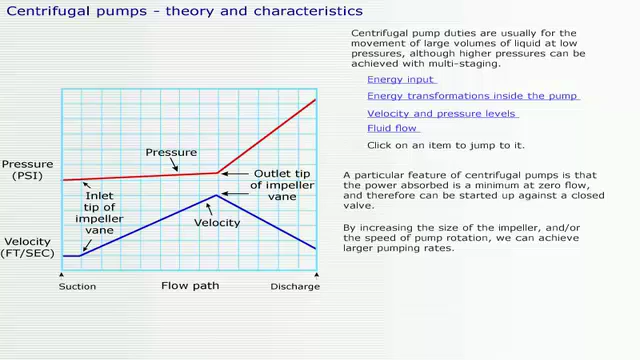 Centrifugal pumps - theory and characteristics
Centrifugal pump duties are usually for the
movement of large volumes of liquid at low
pressures, although higher pressures can be
achieved with multi-staging.
Energy input
Energy transformations inside the pump
Velocity and pressure levels
Fluid flow
Click on an item to jump to it.
A particular feature of centrifugal pumps is that
the power absorbed is a minimum at zero flow,
and therefore can be started up against a closed
valve.
By increasing the size of the impeller, and/or
the speed of pump rotation, we can achieve
larger pumping rates.
Pressure
(PSI)
Pressure
Outlet tip
of impeller
vane
Inlet
tip of
impeller
vane
Velocity
Velocity
(FT/SEC)
Suction
Flow path
Discharge